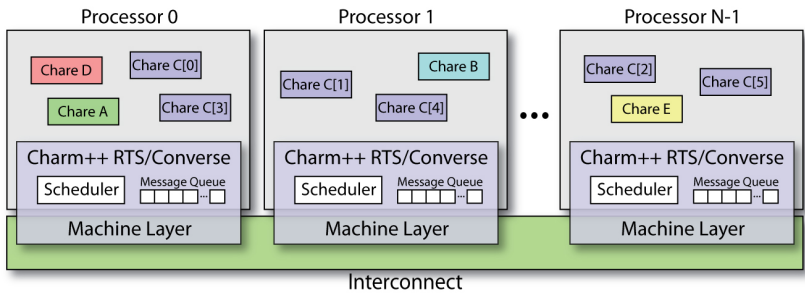 Processor 0
Processor 1
Processor N-1
Chare D
Chare C[0]
Chare A
Chare C[3]
Chare C[1]
Chare B
Chare C[4]
...
Chare C[2]
Chare C[5]
Chare E
Charm++ RTS/Converse
Scheduler
Message Queue
...
Machine Layer
Charm++ RTS/Converse
Scheduler
Message Queue
...
Machine Layer
Charm++ RTS/Converse
Scheduler
Message Queue
...
Machine Layer
Interconnect